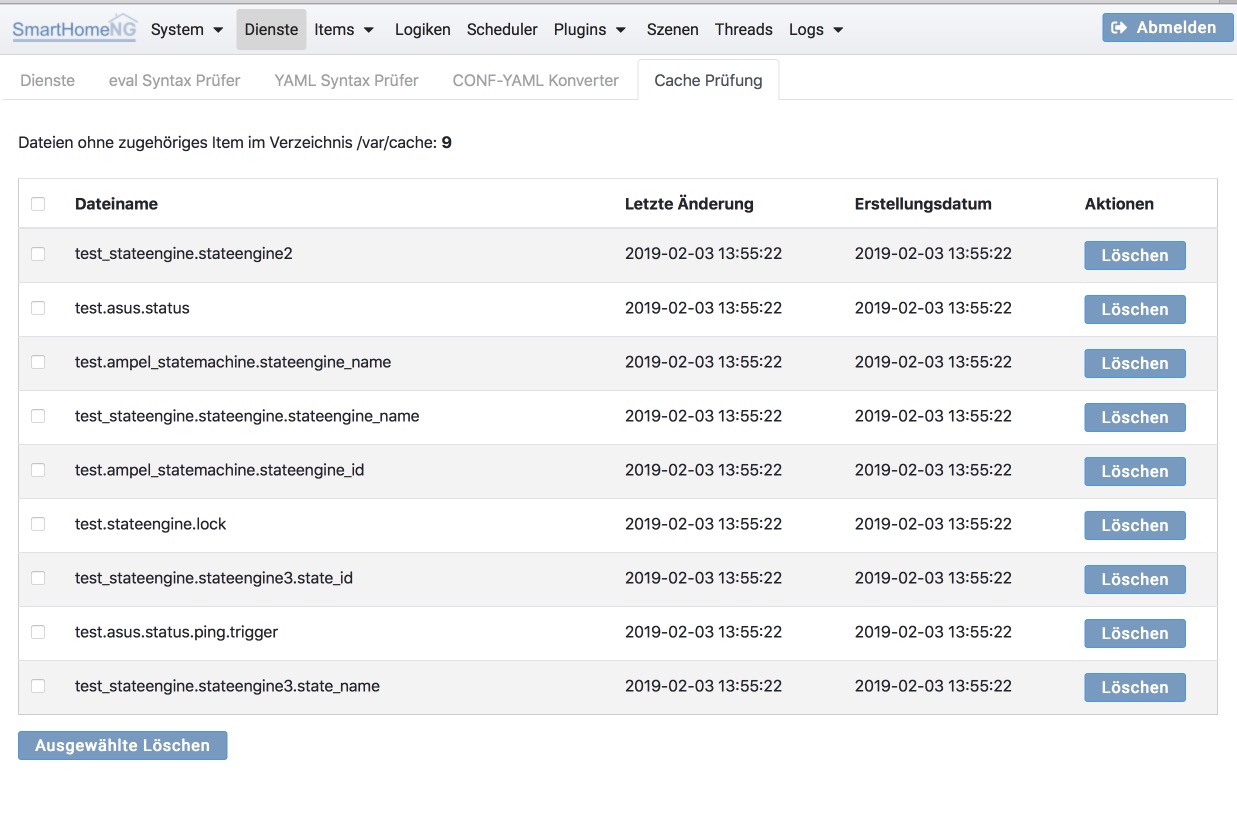 SmartHomeNG System Dienste Items Logiken Scheduler Plugins Szenen Threads Logs Abmelden
Dienste eval Syntax Prüfer YAML Syntax Prüfer CONF-YAML Konverter Cache Prüfung
Dateien ohne zugehöriges Item im Verzeichnis /var/cache: 9
Dateiname Letzte Änderung Erstellungsdatum Aktionen
test_stateengine.stateengine2 2019-02-03 13:55:22 2019-02-03 13:55:22 Löschen
test.asus.status 2019-02-03 13:55:22 2019-02-03 13:55:22 Löschen
test.ampel_statemachine.stateengine_name 2019-02-03 13:55:22 2019-02-03 13:55:22 Löschen
test_stateengine.stateengine.stateengine_name 2019-02-03 13:55:22 2019-02-03 13:55:22 Löschen
test.ampel_statemachine.stateengine_id 2019-02-03 13:55:22 2019-02-03 13:55:22 Löschen
test.stateengine.lock 2019-02-03 13:55:22 2019-02-03 13:55:22 Löschen
test_stateengine.stateengine3.state_id 2019-02-03 13:55:22 2019-02-03 13:55:22 Löschen
test.asus.status.ping.trigger 2019-02-03 13:55:22 2019-02-03 13:55:22 Löschen
test_stateengine.stateengine3.state_name 2019-02-03 13:55:22 2019-02-03 13:55:22 Löschen
Ausgewählte Löschen